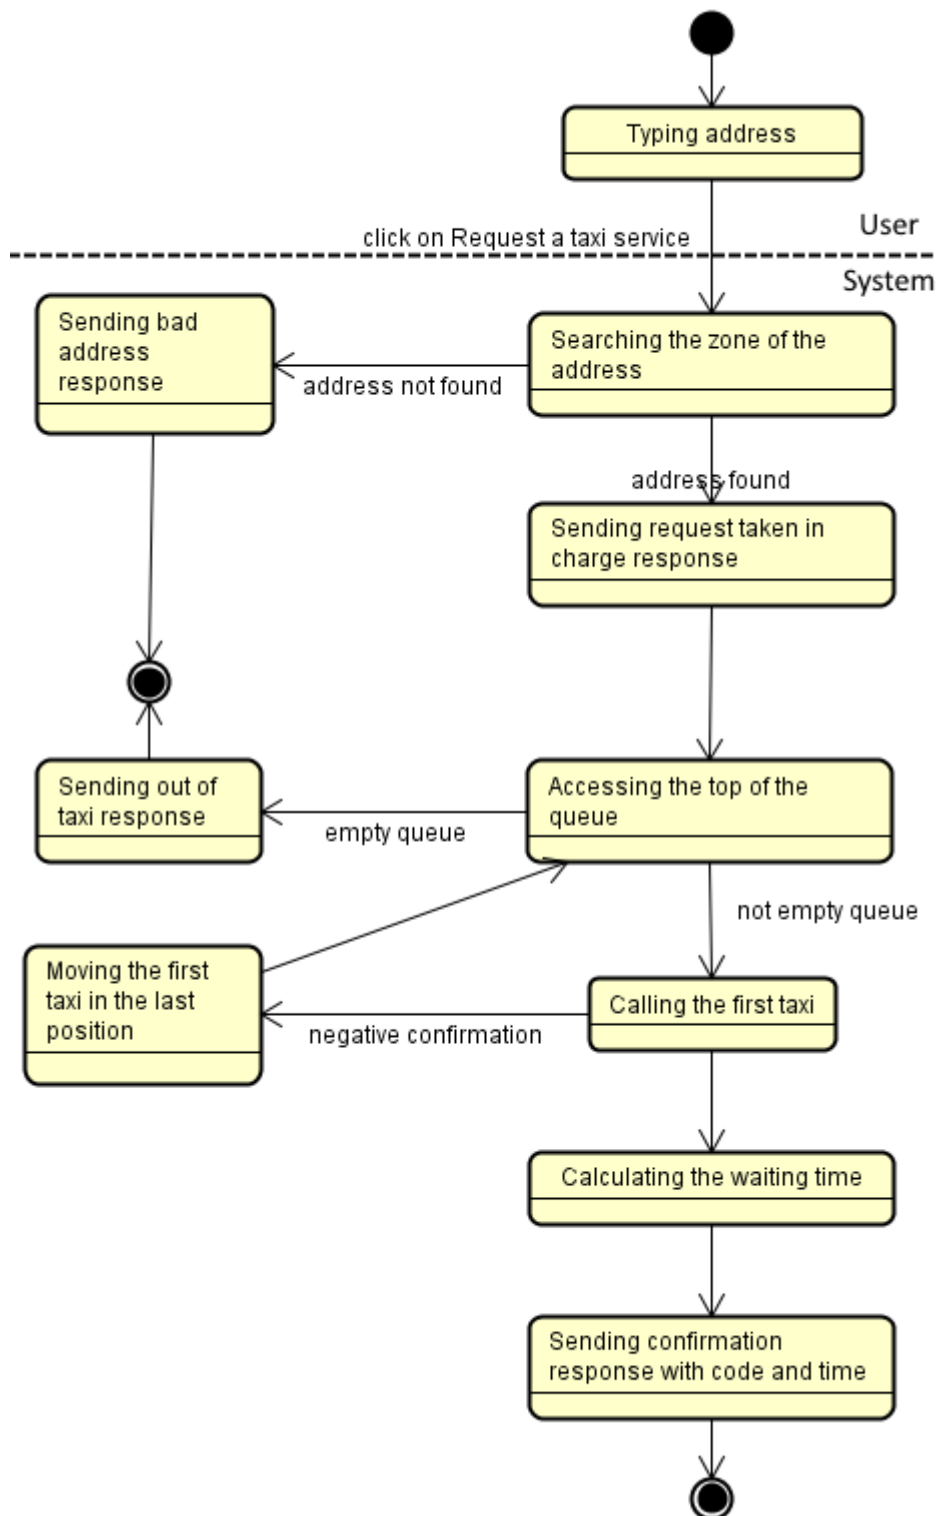 Typing address
click on Request a taxi service
User
System
Sending bad
address
response
address not found
Searching the zone of the
address
address found
Sending request taken in
charge response
Sending out of
taxi response
empty queue
Accessing the top of the
queue
not empty queue
Moving the first
taxi in the last
position
negative confirmation
Calling the first taxi
Calculating the waiting time
Sending confirmation
response with code and time